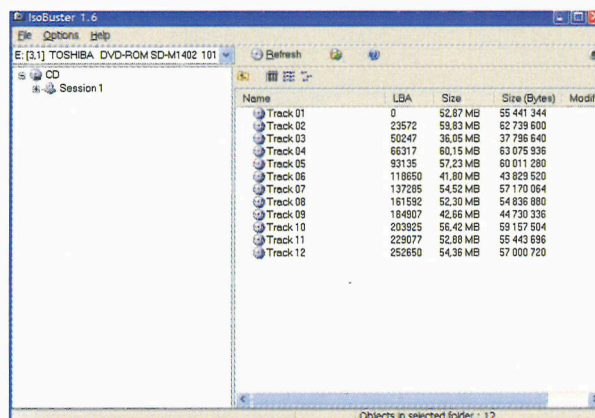 IsoBuster 1.6
File Options Help
E: [3,1] TOSHIBA DVD-ROM SD-M1402 101 Refresh
CD
Session 1
Name LBA Size Size (Bytes) Modif
Track 01 0 52,87 MB 55 441 344
Track 02 23572 59,83 MB 62 739 600
Track 03 50247 36,05 MB 37 796 640
Track 04 66317 60,15 MB 63 075 936
Track 05 93135 57,23 MB 60 011 280
Track 06 118650 41,80 MB 43 829 520
Track 07 137285 54,52 MB 57 170 064
Track 08 161592 52,30 MB 54 836 880
Track 09 184907 42,66 MB 44 730 336
Track 10 203925 56,42 MB 59 157 504
Track 11 229077 52,88 MB 55 443 696
Track 12 252650 54,36 MB 57 000 720
Objects in selected folder : 12